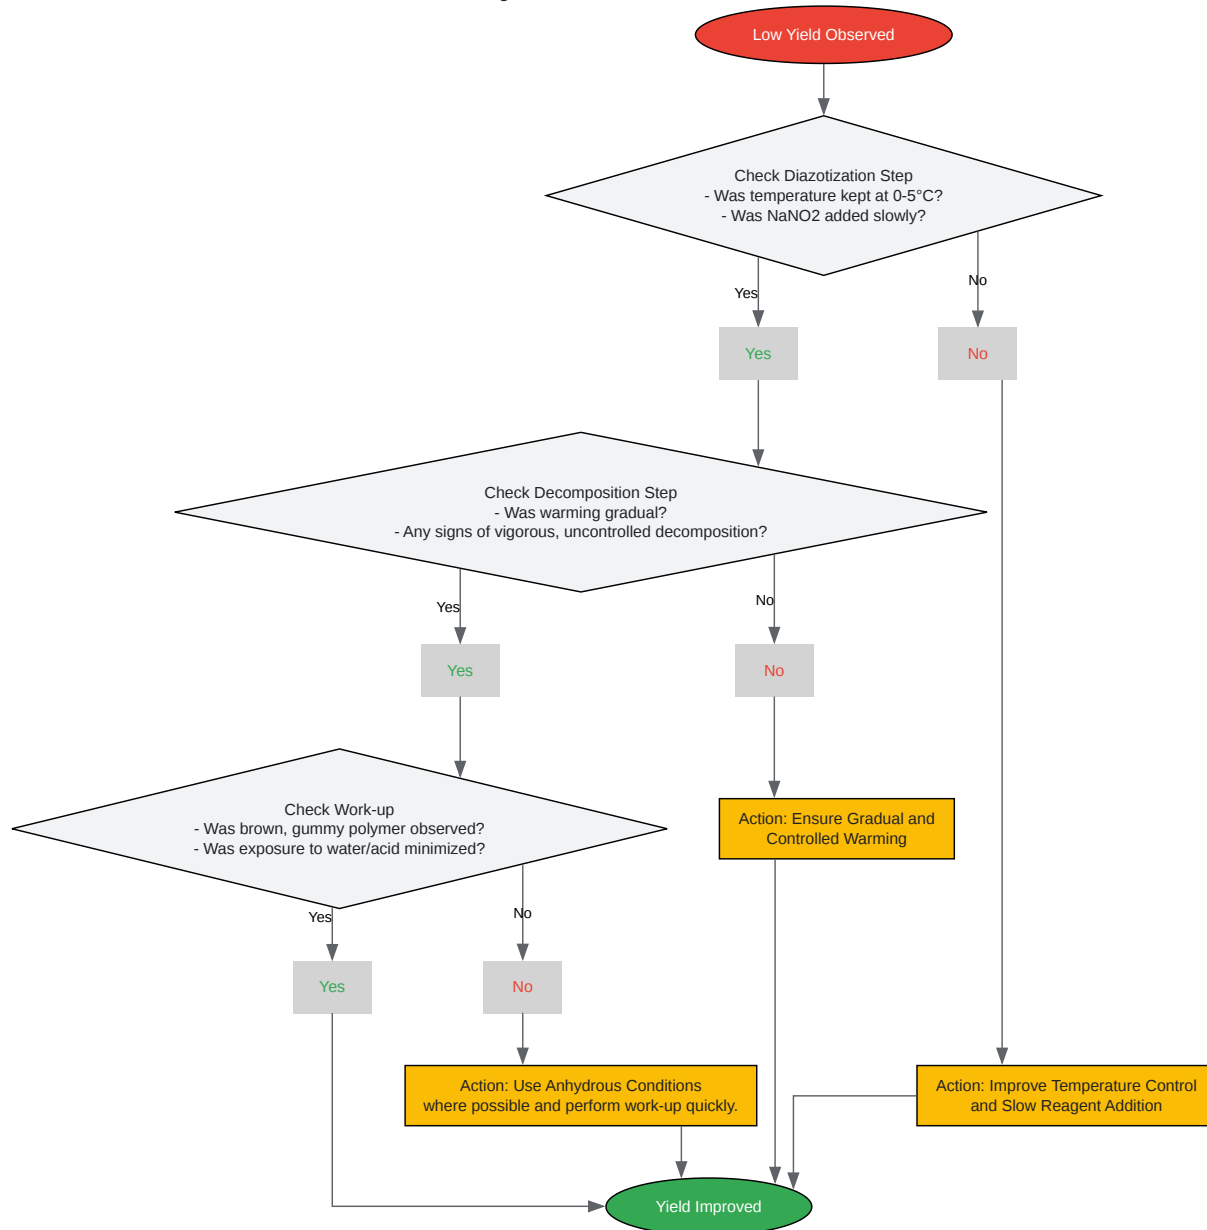 Low Yield Observed
Check Diazotization Step
- Was temperature kept at 0-5°C?
- Was NaNO2 added slowly?
Yes
No
Yes
No
Check Decomposition Step
- Was warming gradual?
- Any signs of vigorous, uncontrolled decomposition?
Yes
No
Yes
No
Check Work-up
- Was brown, gummy polymer observed?
- Was exposure to water/acid minimized?
Action: Ensure Gradual and
Controlled Warming
Yes
No
Yes
No
Action: Use Anhydrous Conditions
where possible and perform work-up quickly.
Action: Improve Temperature Control
and Slow Reagent Addition
Yield Improved